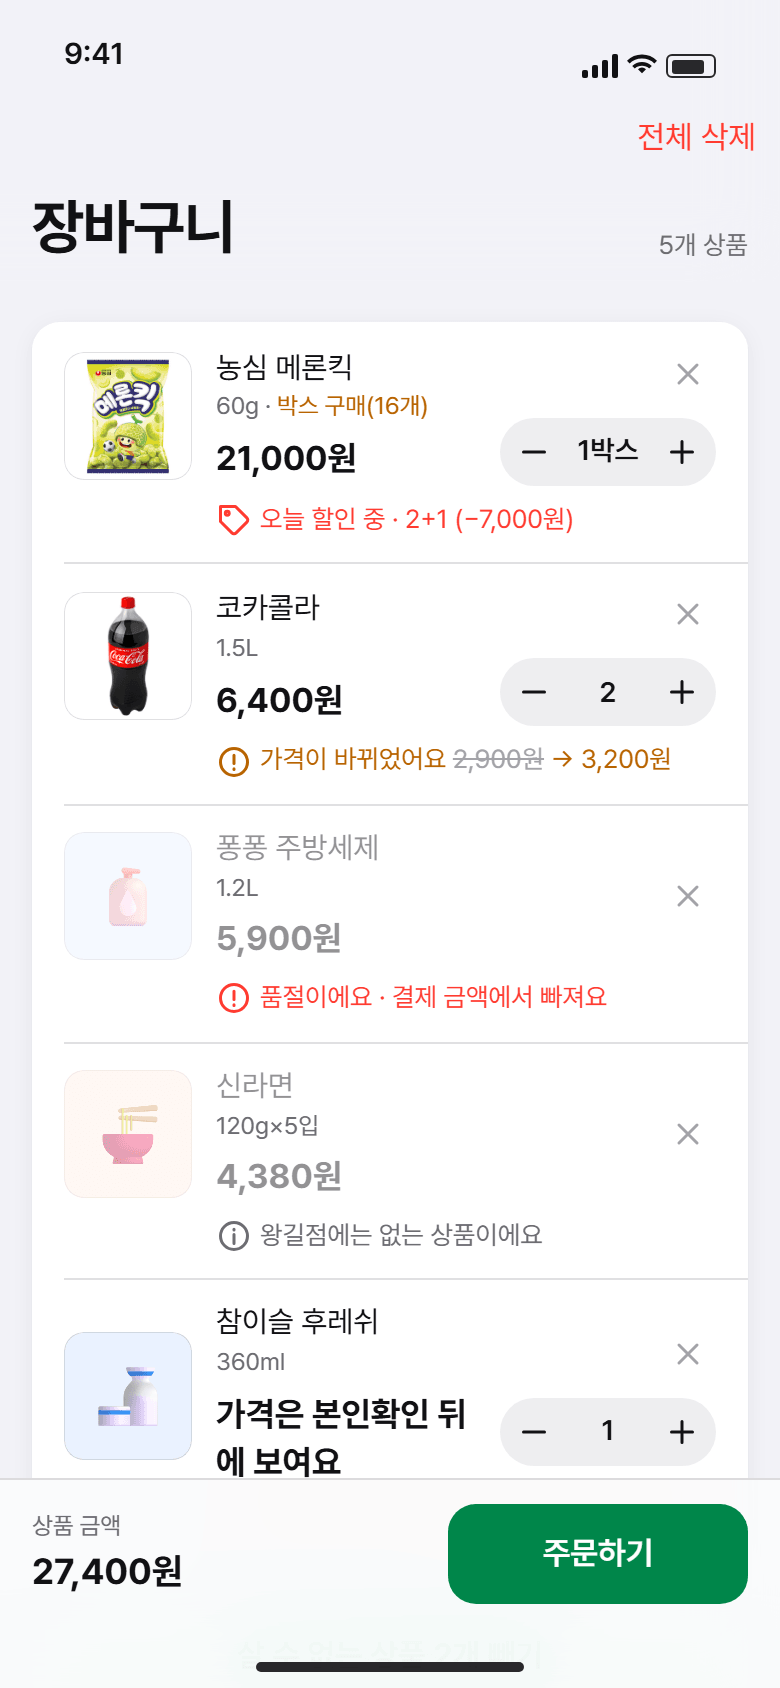 9:41
전체 삭제
장바구니
5개 상품
농심 메론킥
60g · 박스 구매(16개)
21,000원
1박스
오늘 할인 중 · 2+1 (−7,000원)
메론킥
코카콜라
1.5L
6,400원
2
가격이 바뀌었어요 2,900원 → 3,200원
Coca-Cola
퐁퐁 주방세제
1.2L
5,900원
품절이에요 · 결제 금액에서 빠져요
신라면
120g×5입
4,380원
왕길점에는 없는 상품이에요
참이슬 후레쉬
360ml
가격은 본인확인 뒤
에 보여요
1
상품 금액
27,400원
주문하기